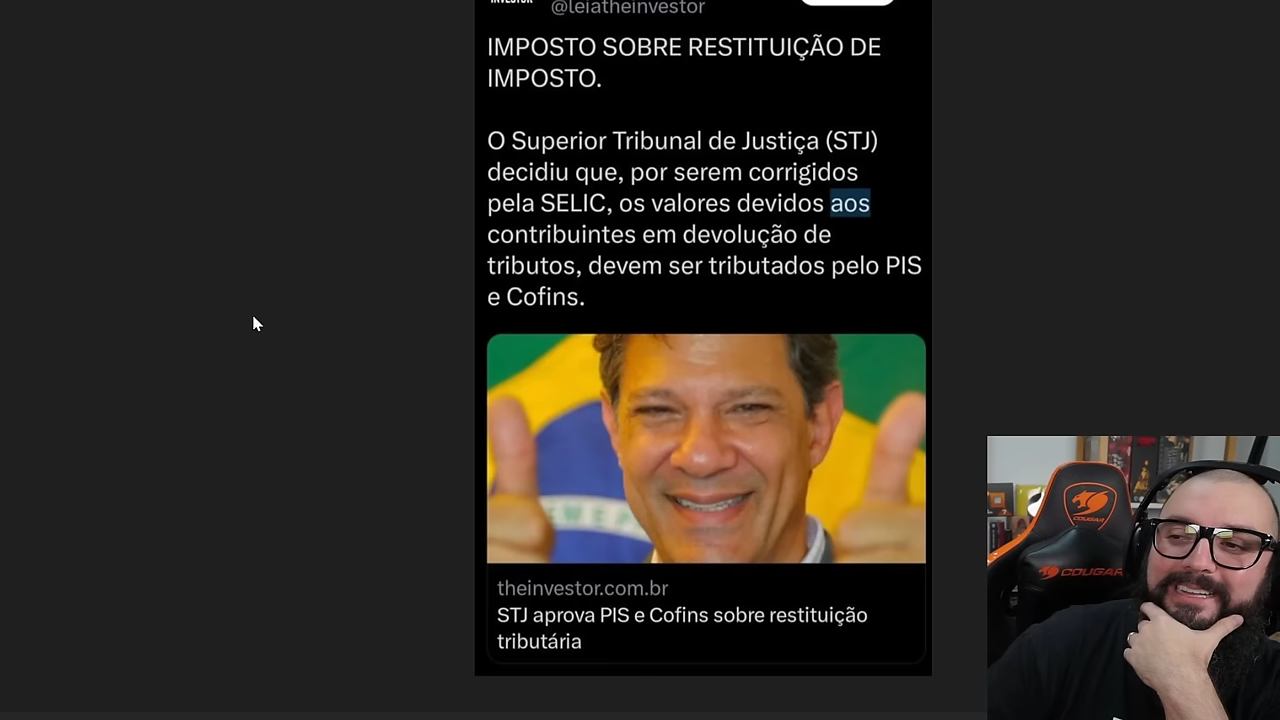 @leiatheinvestor
IMPOSTO SOBRE RESTITUIÇÃO DE
IMPOSTO.
O Superior Tribunal de Justiça (STJ)
decidiu que, por serem corrigidos
pela SELIC, os valores devidos aos
contribuintes em devolução de
tributos, devem ser tributados pelo PIS
e Cofins.
theinvestor.com.br
STJ aprova PIS e Cofins sobre restituição
tributária
COUGAR
COUGAR